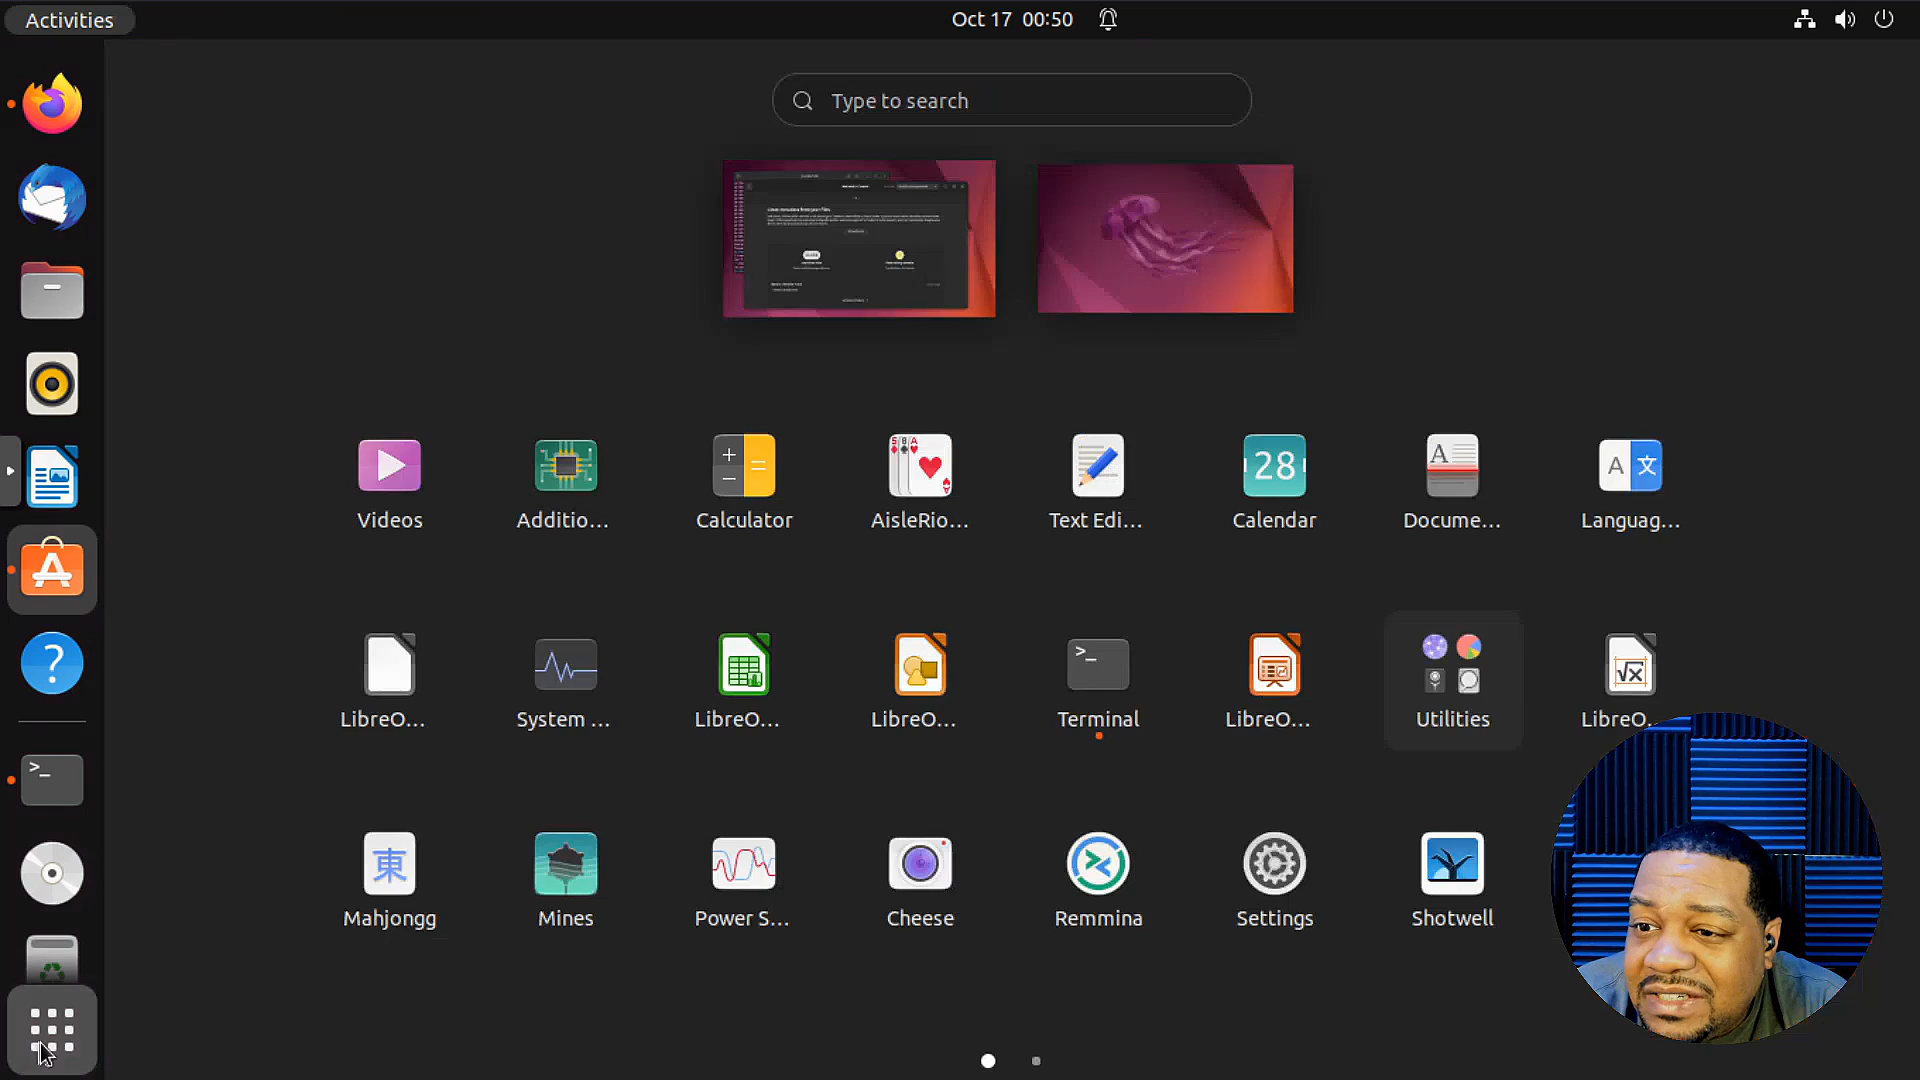 Activities
Oct 17 00:50
Type to search
Videos
Additio...
Calculator
AisleRio...
Text Edi...
28
Calendar
A
Docume...
A 文
Languag...
LibreO...
System ...
LibreO...
LibreO...
>_
Terminal
LibreO...
Utilities
√x
LibreO...
東
Mahjongg
Mines
Power S...
Cheese
Remmina
Settings
Shotwell
?
>_